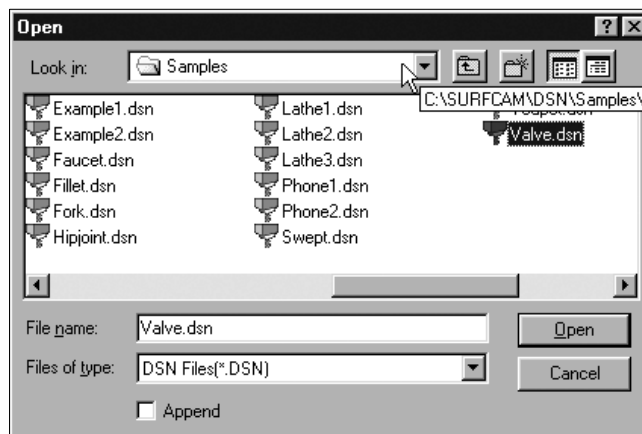 Open
Look in: Samples
C:\SURFCAM\DSN\Samples\
Example1.dsn
Example2.dsn
Faucet.dsn
Fillet.dsn
Fork.dsn
Hipjoint.dsn
Lathe1.dsn
Lathe2.dsn
Lathe3.dsn
Phone1.dsn
Phone2.dsn
Swept.dsn
Valve.dsn
File name: Valve.dsn
Open
Files of type: DSN Files(*.DSN)
Cancel
Append